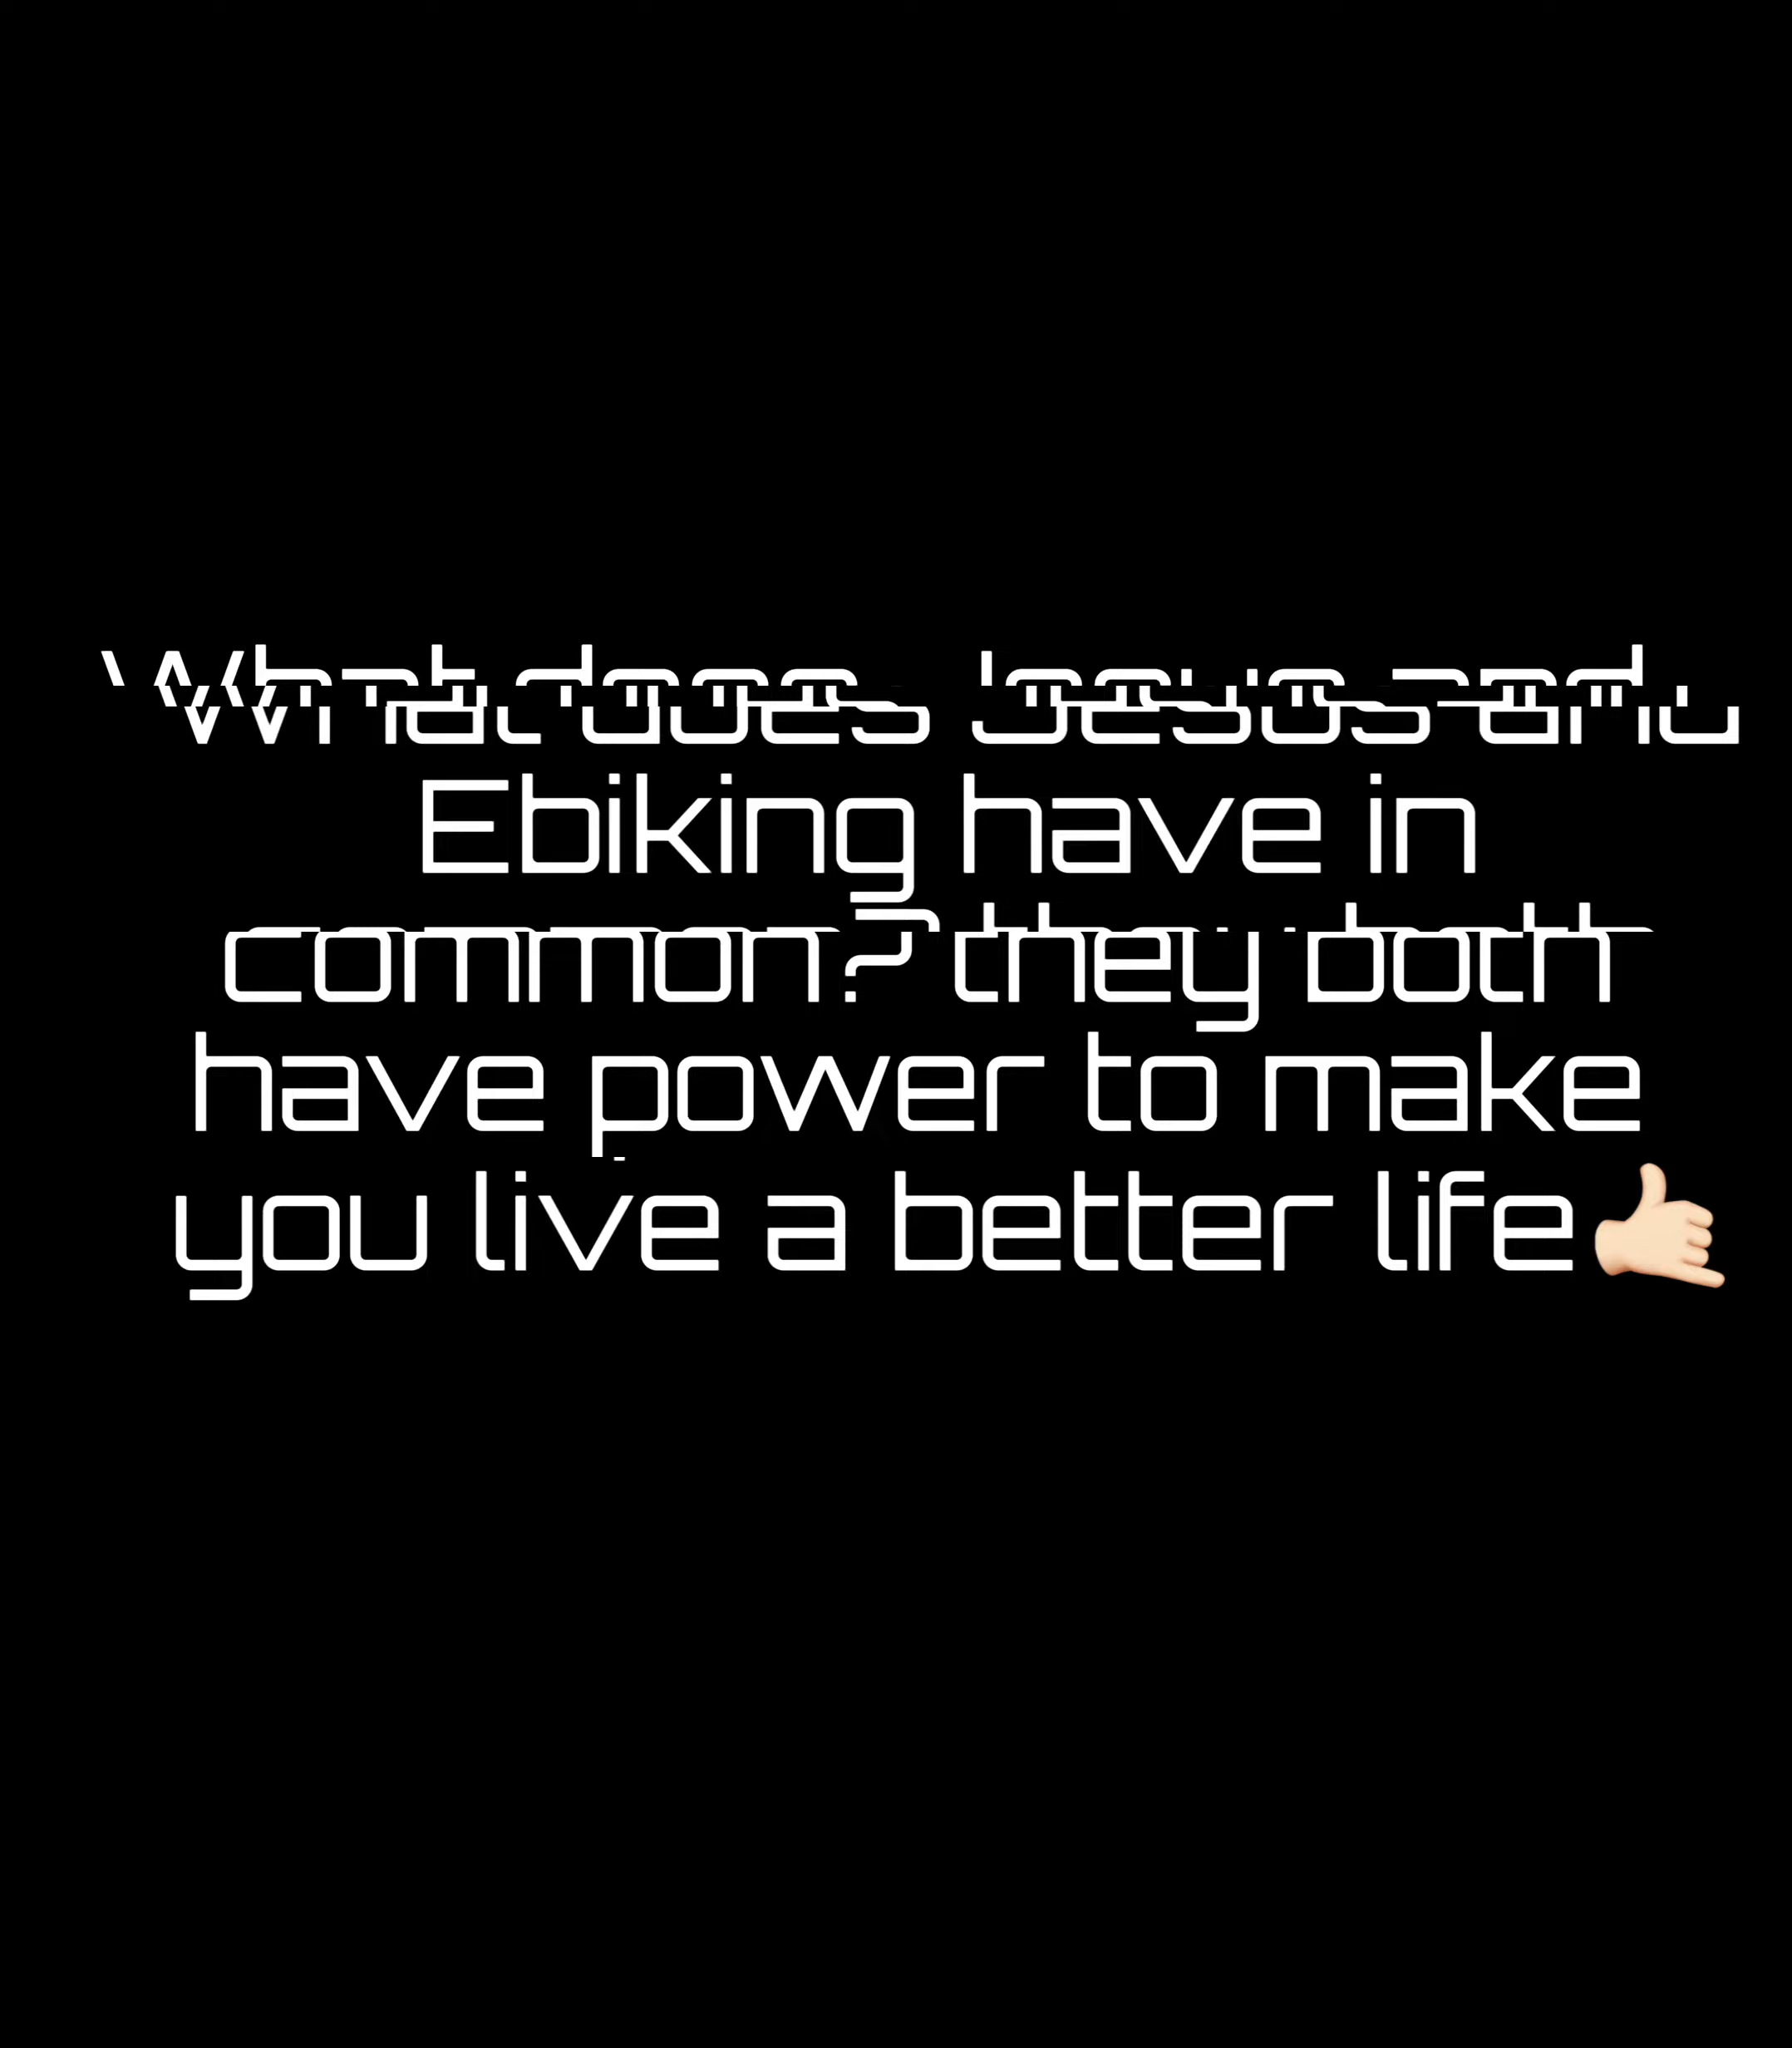 What does Jesus and
Ebiking have in
common? they both
have power to make
you live a better life🤙🏻